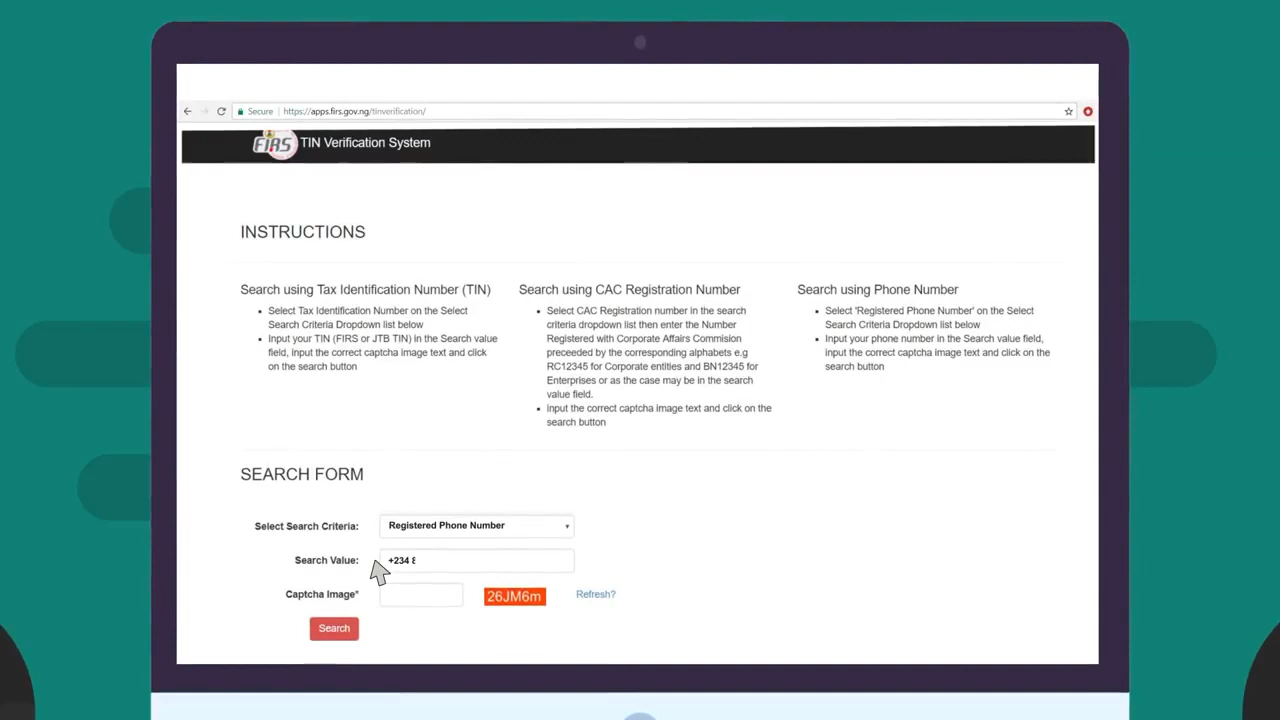 Secure https://apps.firs.gov.ng/tinverification/
FIRS TIN Verification System
INSTRUCTIONS
Search using Tax Identification Number (TIN)
Select Tax Identification Number on the Select
Search Criteria Dropdown list below
Input your TIN (FIRS or JTB TIN) in the Search value
field, input the correct captcha image text and click
on the search button
Search using CAC Registration Number
Select CAC Registration number in the search
criteria dropdown list then enter the Number
Registered with Corporate Affairs Commision
preceeded by the corresponding alphabets e.g
RC12345 for Corporate entities and BN12345 for
Enterprises or as the case may be in the search
value field.
input the correct captcha image text and click on the
search button
Search using Phone Number
Select 'Registered Phone Number' on the Select
Search Criteria Dropdown list below
Input your phone number in the Search value field,
input the correct captcha image text and click on the
search button
SEARCH FORM
Select Search Criteria: Registered Phone Number
Search Value: +234
Captcha Image* 26JM6m Refresh?
Search